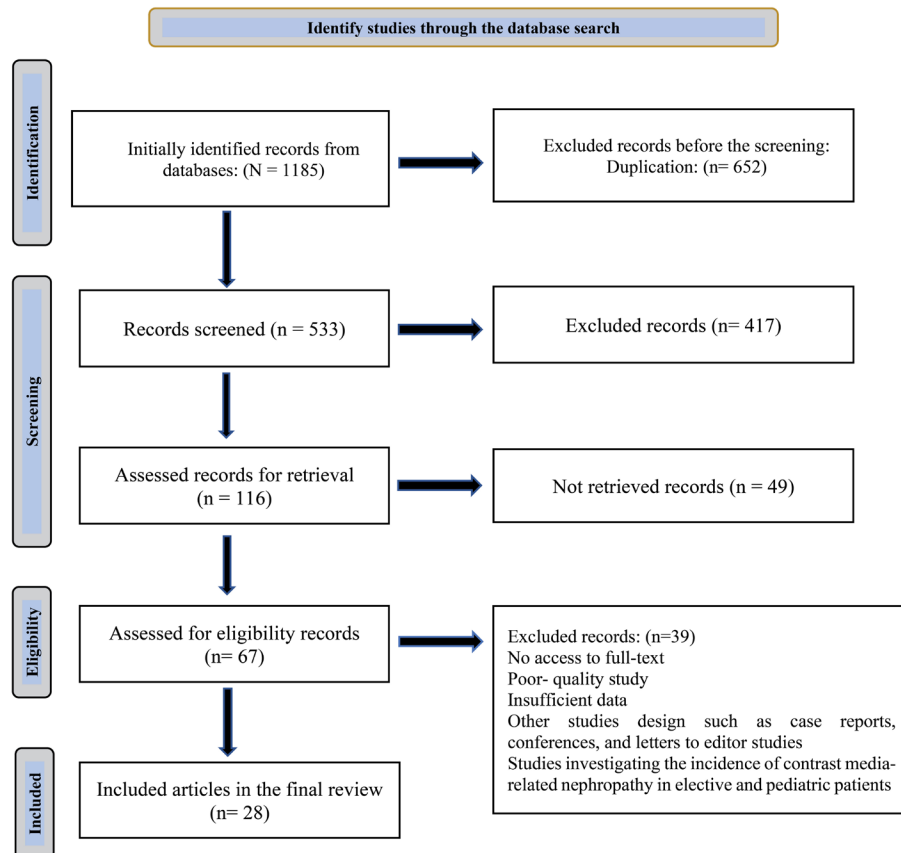 Identify studies through the database search
Identification
Initially identified records from
databases: (N = 1185)
Excluded records before the screening:
Duplication: (n= 652)
Screening
Records screened (n = 533)
Excluded records (n= 417)
Assessed records for retrieval
(n = 116)
Not retrieved records (n = 49)
Eligibility
Assessed for eligibility records
(n= 67)
Excluded records: (n=39)
No access to full-text
Poor- quality study
Insufficient data
Other studies design such as case reports,
conferences, and letters to editor studies
Studies investigating the incidence of contrast media-
related nephropathy in elective and pediatric patients
Included
Included articles in the final review
(n= 28)